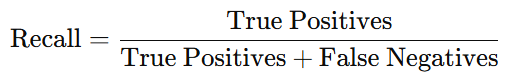 Recall = True Positives / True Positives + False Negatives